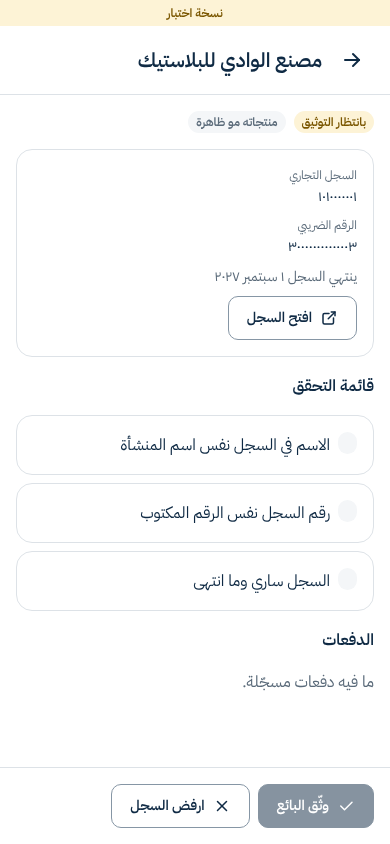 نسخة اختبار
مصنع الوادي للبلاستيك
بانتظار التوثيق
منتجاته مو ظاهرة
السجل التجاري
١٠١٠٠٠٠٠٠١
الرقم الضريبي
٣٠٠٠٠٠٠٠٠٠٠٠٠٠٣
ينتهي السجل ١ سبتمبر ٢٠٢٧
افتح السجل
قائمة التحقق
الاسم في السجل نفس اسم المنشأة
رقم السجل نفس الرقم المكتوب
السجل ساري وما انتهى
الدفعات
ما فيه دفعات مسجّلة.
وثّق البائع
ارفض السجل